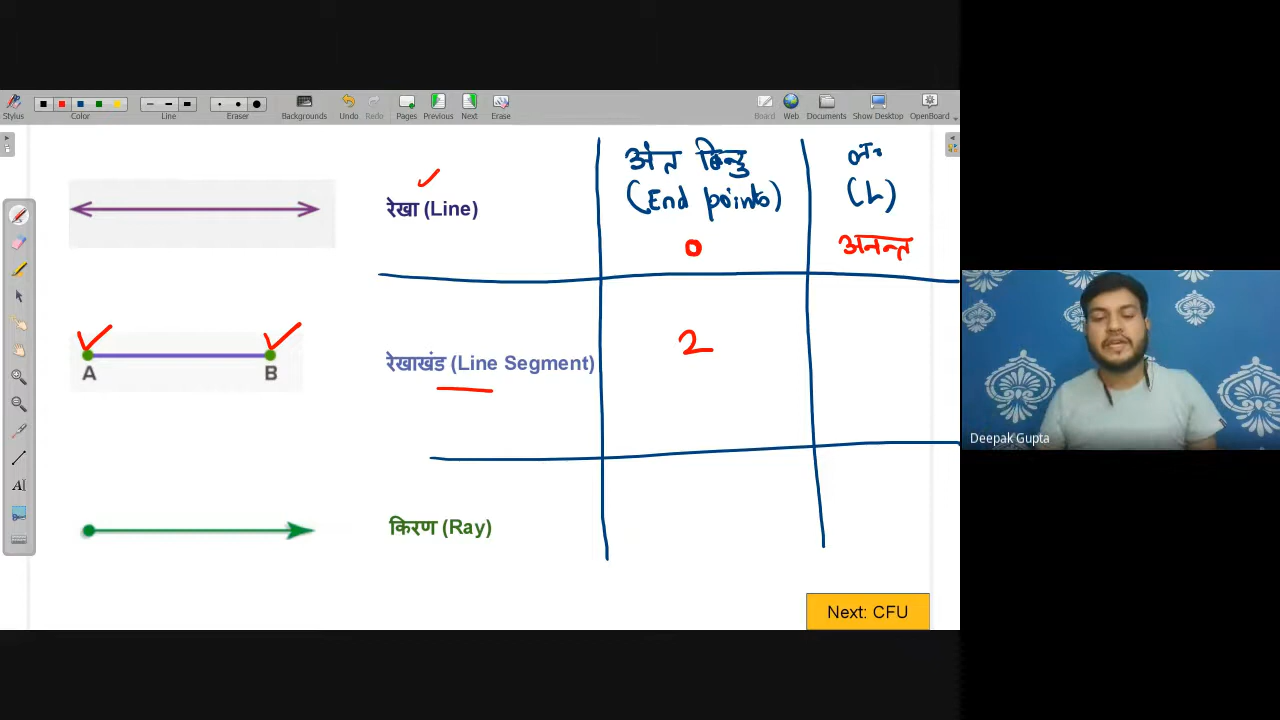 Stylus
Color
Line
Eraser
Backgrounds
Undo
Redo
Pages
Previous
Next
Erase
Board
Web
Documents
Show Desktop
OpenBoard
अंत बिन्दु
(End points)
(L)
रेखा (Line)
0
अनन्त
A
B
रेखाखंड (Line Segment)
2
किरण (Ray)
Next: CFU
Deepak Gupta